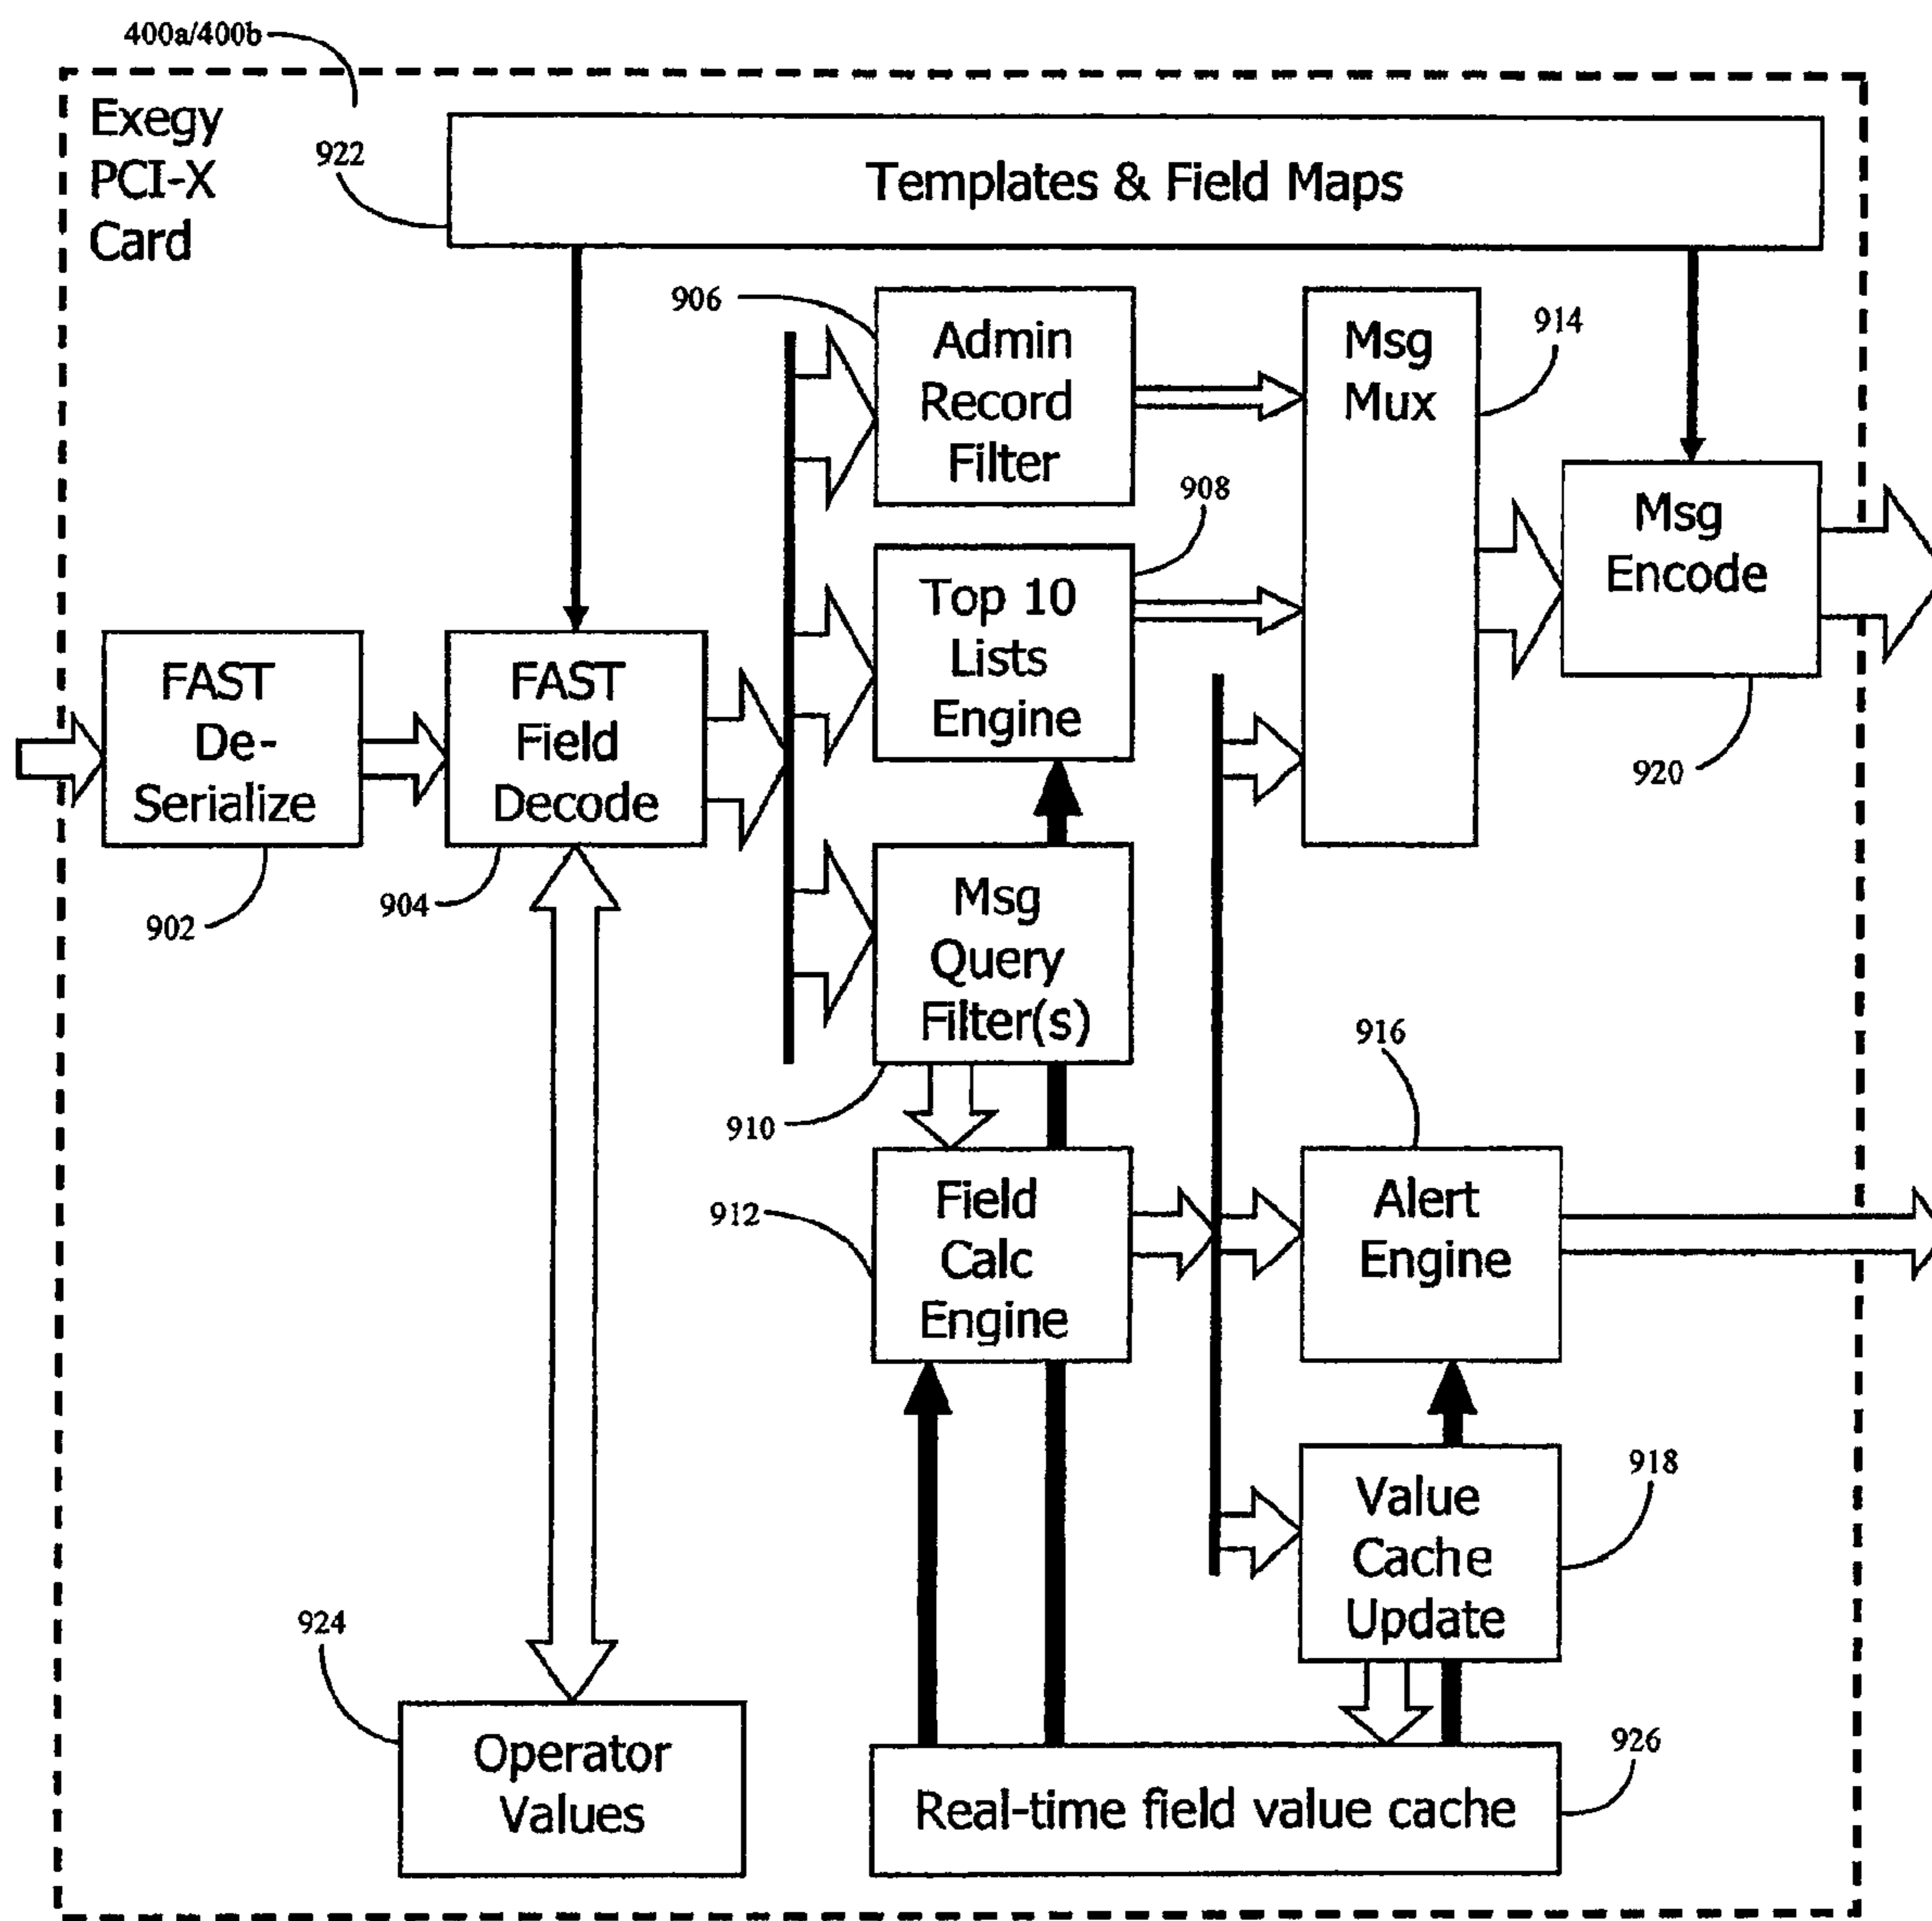 400a/400b
Exegy
PCI-X
Card
922
Templates & Field Maps
906
Admin
Record
Filter
Msg
Mux
914
908
Top 10
Lists
Engine
Msg
Encode
920
FAST
De-
Serialize
902
FAST
Field
Decode
904
Msg
Query
Filter(s)
910
916
912
Field
Calc
Engine
Alert
Engine
918
Value
Cache
Update
924
Operator
Values
926
Real-time field value cache